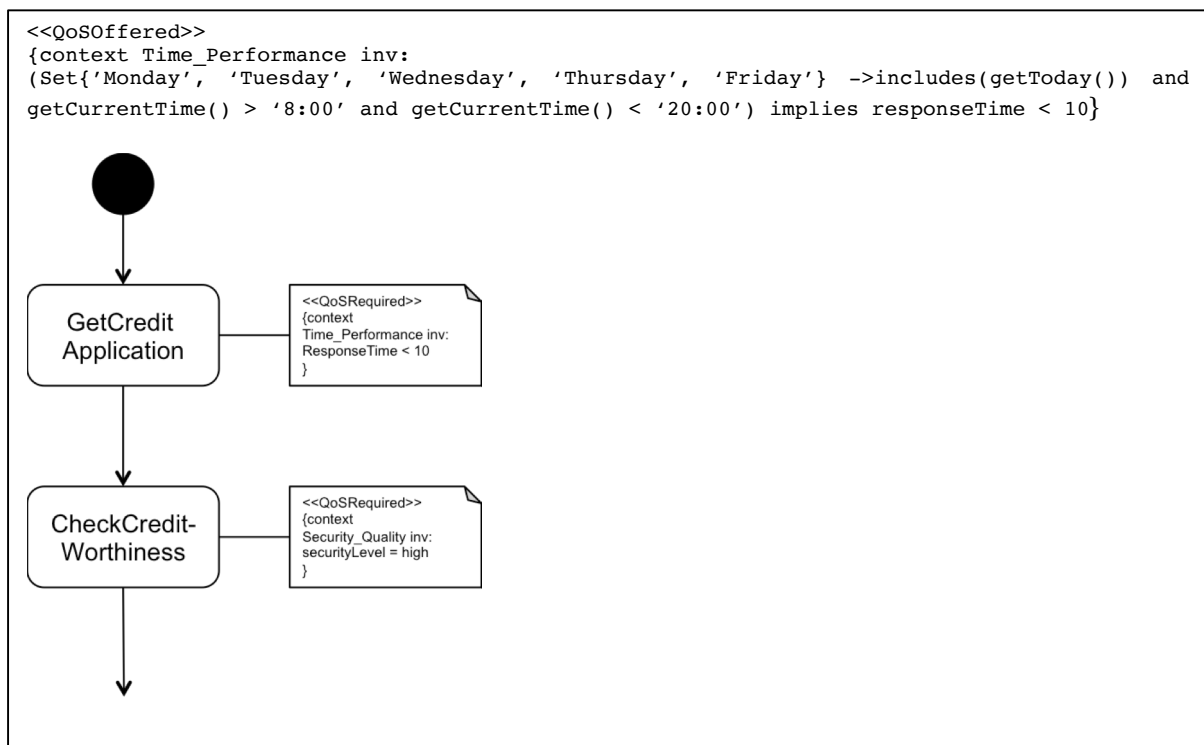 <<QoSOffered>>
{context Time_Performance inv:
(Set{'Monday', ‘Tuesday’, ‘Wednesday’, ‘Thursday’, ‘Friday’} ->includes(getToday()) and
getCurrentTime() > ‘8:00’ and getCurrentTime() < ‘20:00’) implies responseTime < 10}
GetCredit
Application
<<QoSRequired>>
{context
Time_Performance inv:
ResponseTime < 10
}
CheckCredit-
Worthiness
<<QoSRequired>>
{context
Security_Quality inv:
securityLevel = high
}